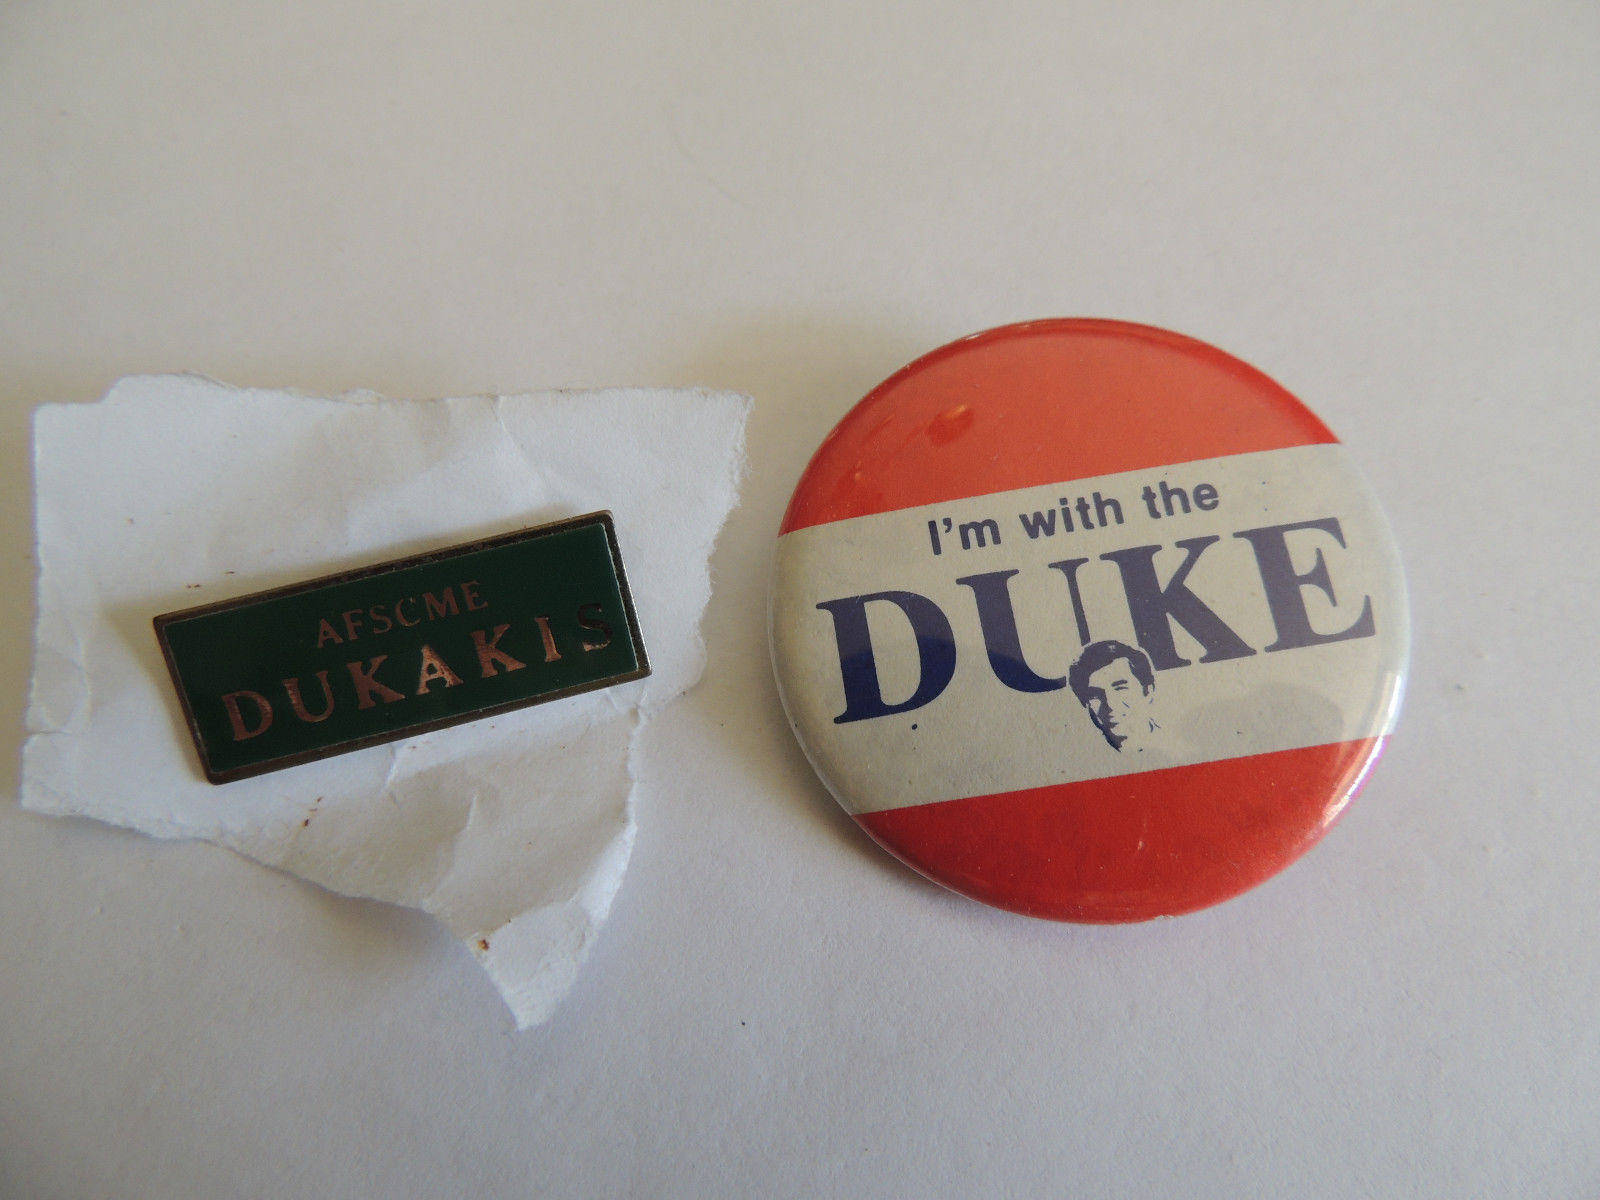 AFSCME
DUKAKIS
I'm with the
DUKE